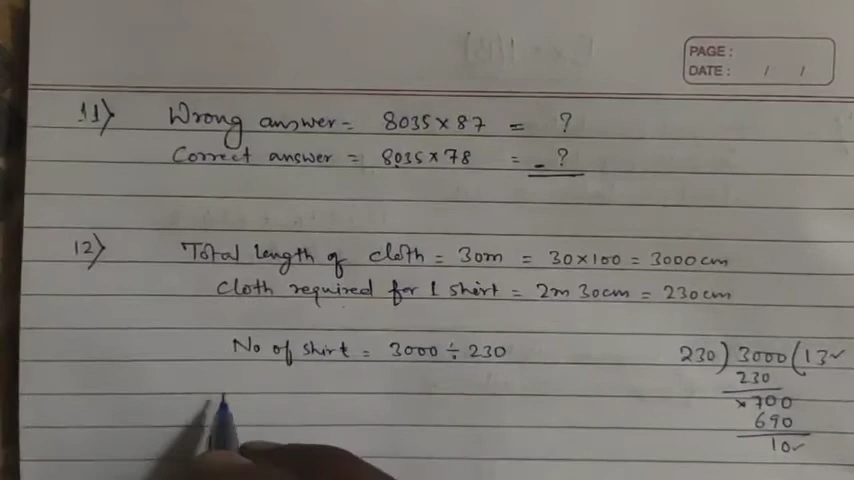 PAGE :
DATE : / /
11) Wrong answer = 8035 × 87 = ?
Correct answer = 8035 × 78 = - ?
12) Total length of cloth = 30m = 30×100 = 3000 cm
Cloth required for 1 shirt = 2m 30cm = 230 cm
No of shirt = 3000 ÷ 230
230 ) 3000 ( 13✓
230
×700
690
10✓